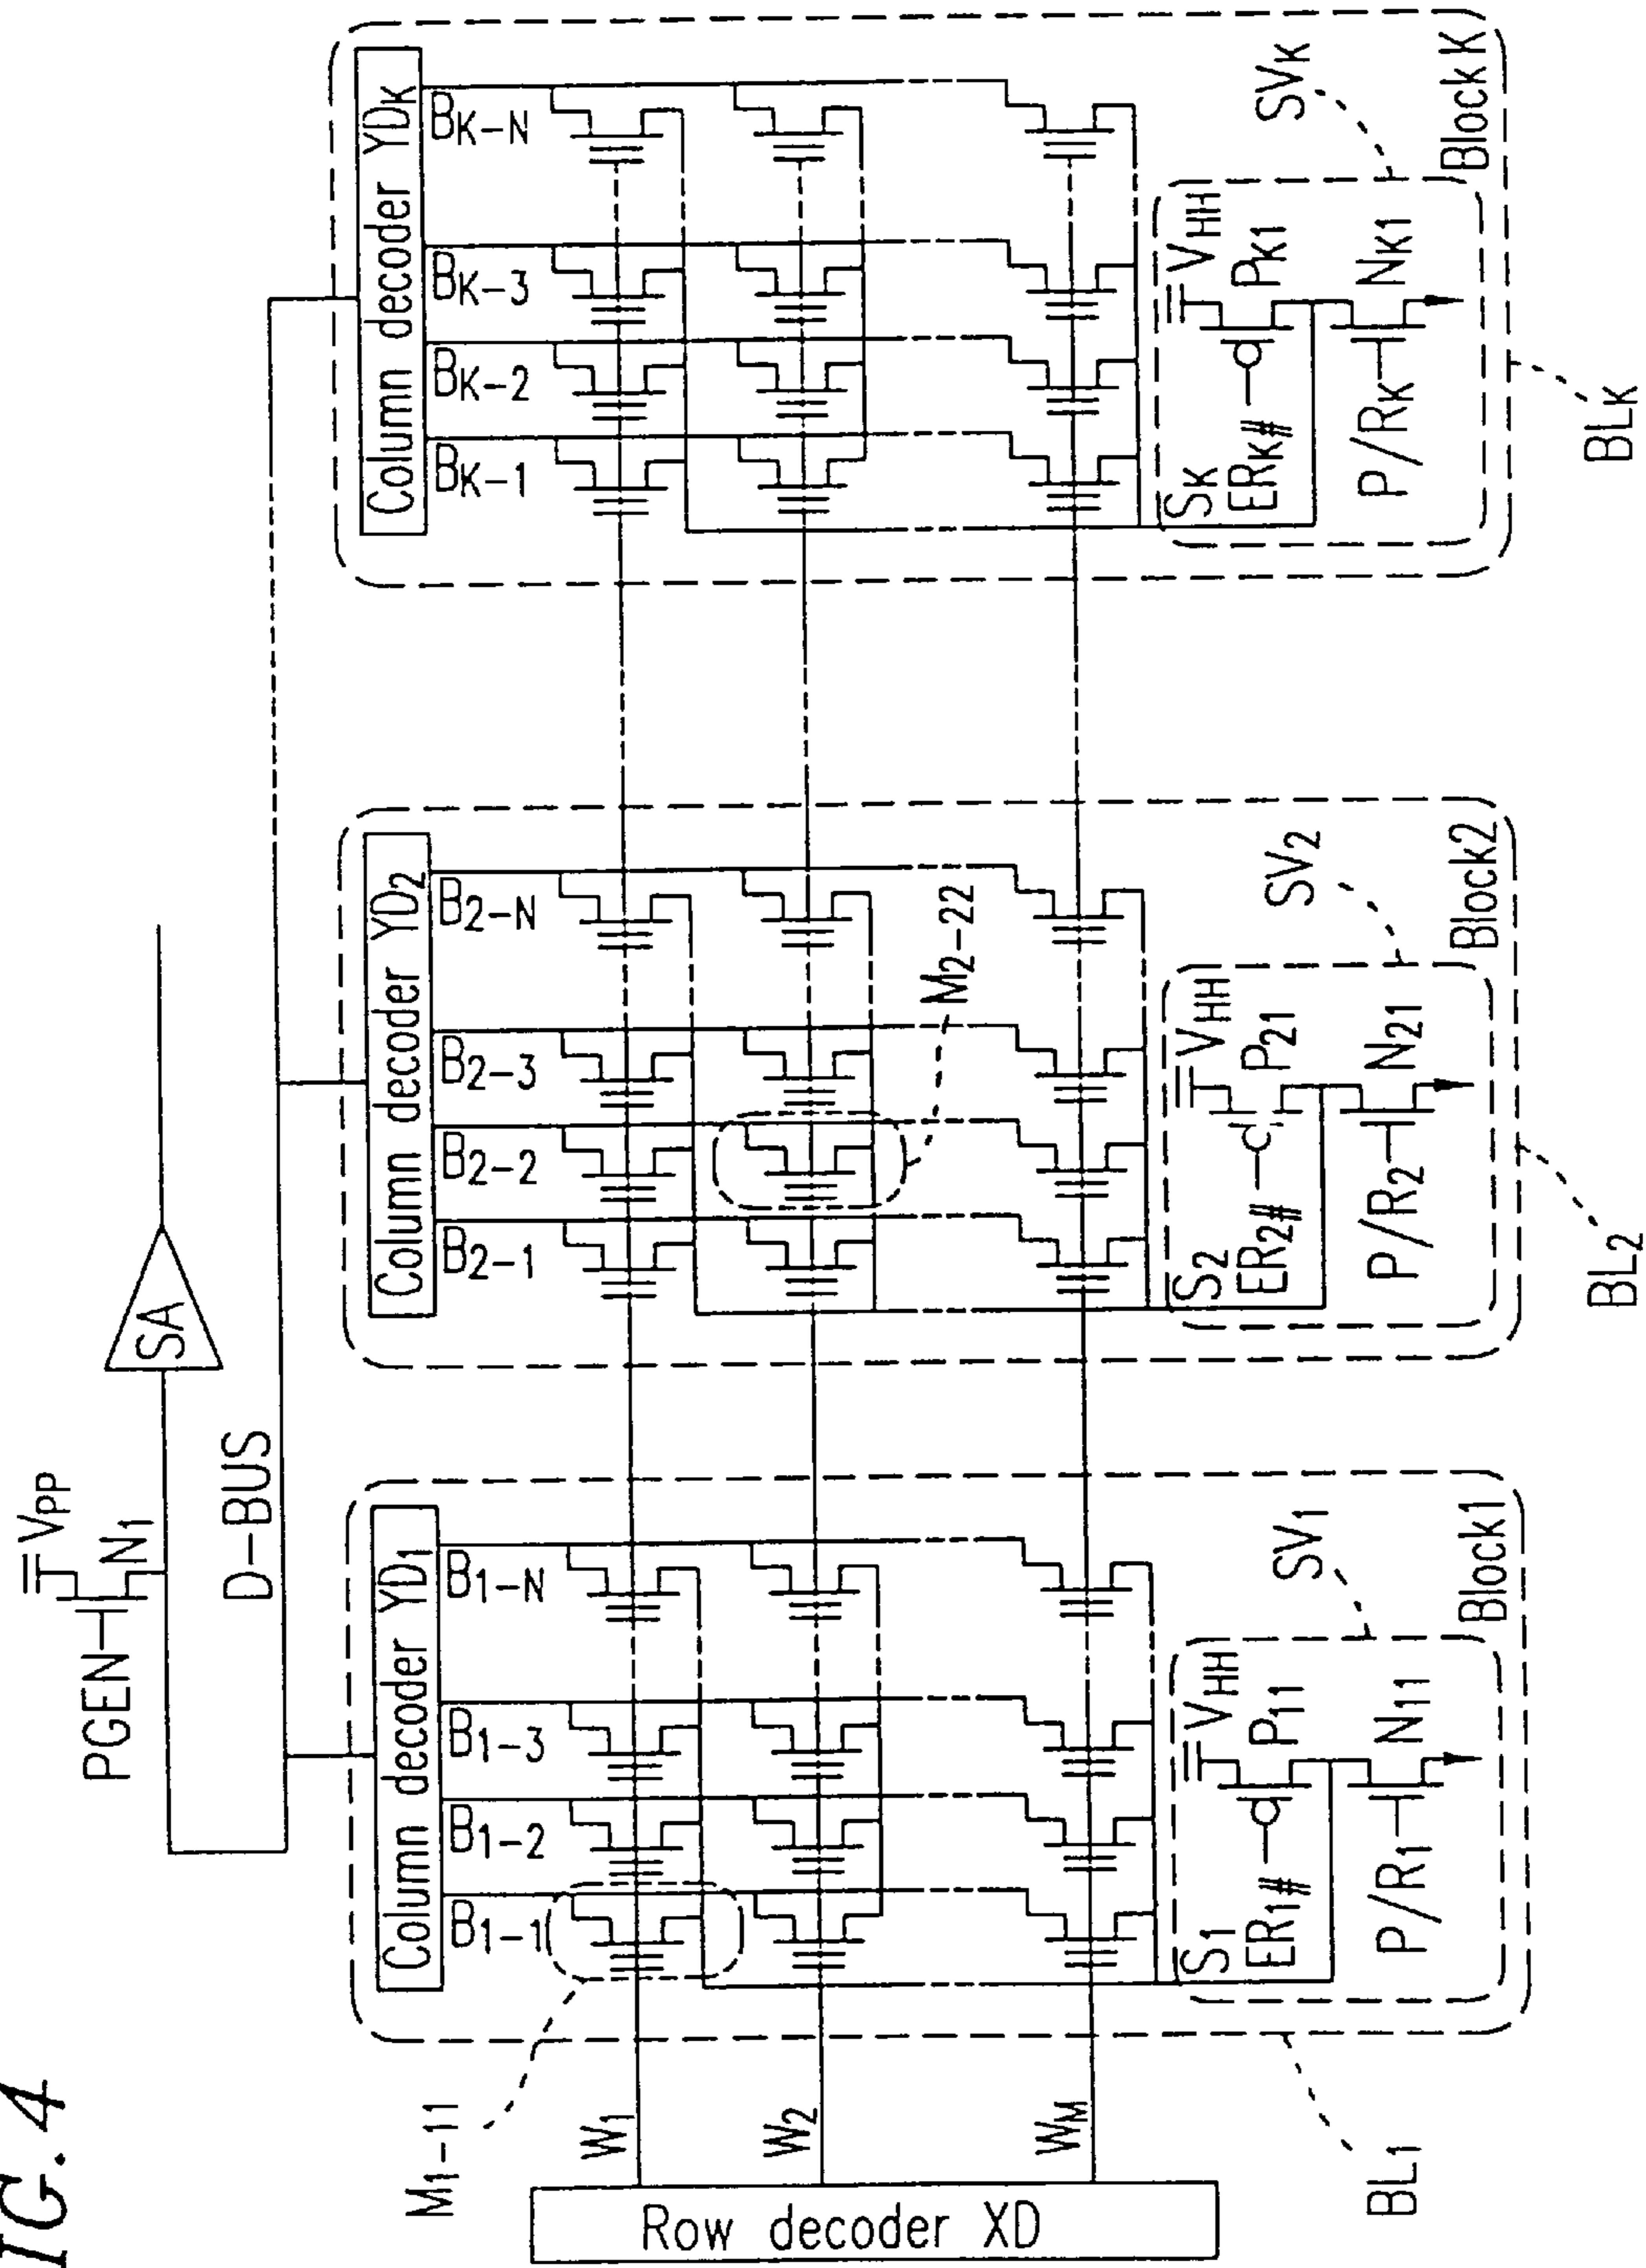 IG. 4
PGEN
VPP
N1
SA
D-BUS
Column decoder YD1
B1-1
B1-2
B1-3
B1-N
Column decoder YD2
B2-1
B2-2
B2-3
B2-N
Column decoder YDK
BK-1
BK-2
BK-3
BK-N
M1-11
M2-22
W1
W2
WM
Row decoder XD
S1
VHH
ER1#
P11
P/R1
N11
SV1
Block1
BL1
S2
VHH
ER2#
P21
P/R2
N21
SV2
Block2
BL2
SK
VHH
ERK#
PK1
P/RK
NK1
SVK
Block K
BLK